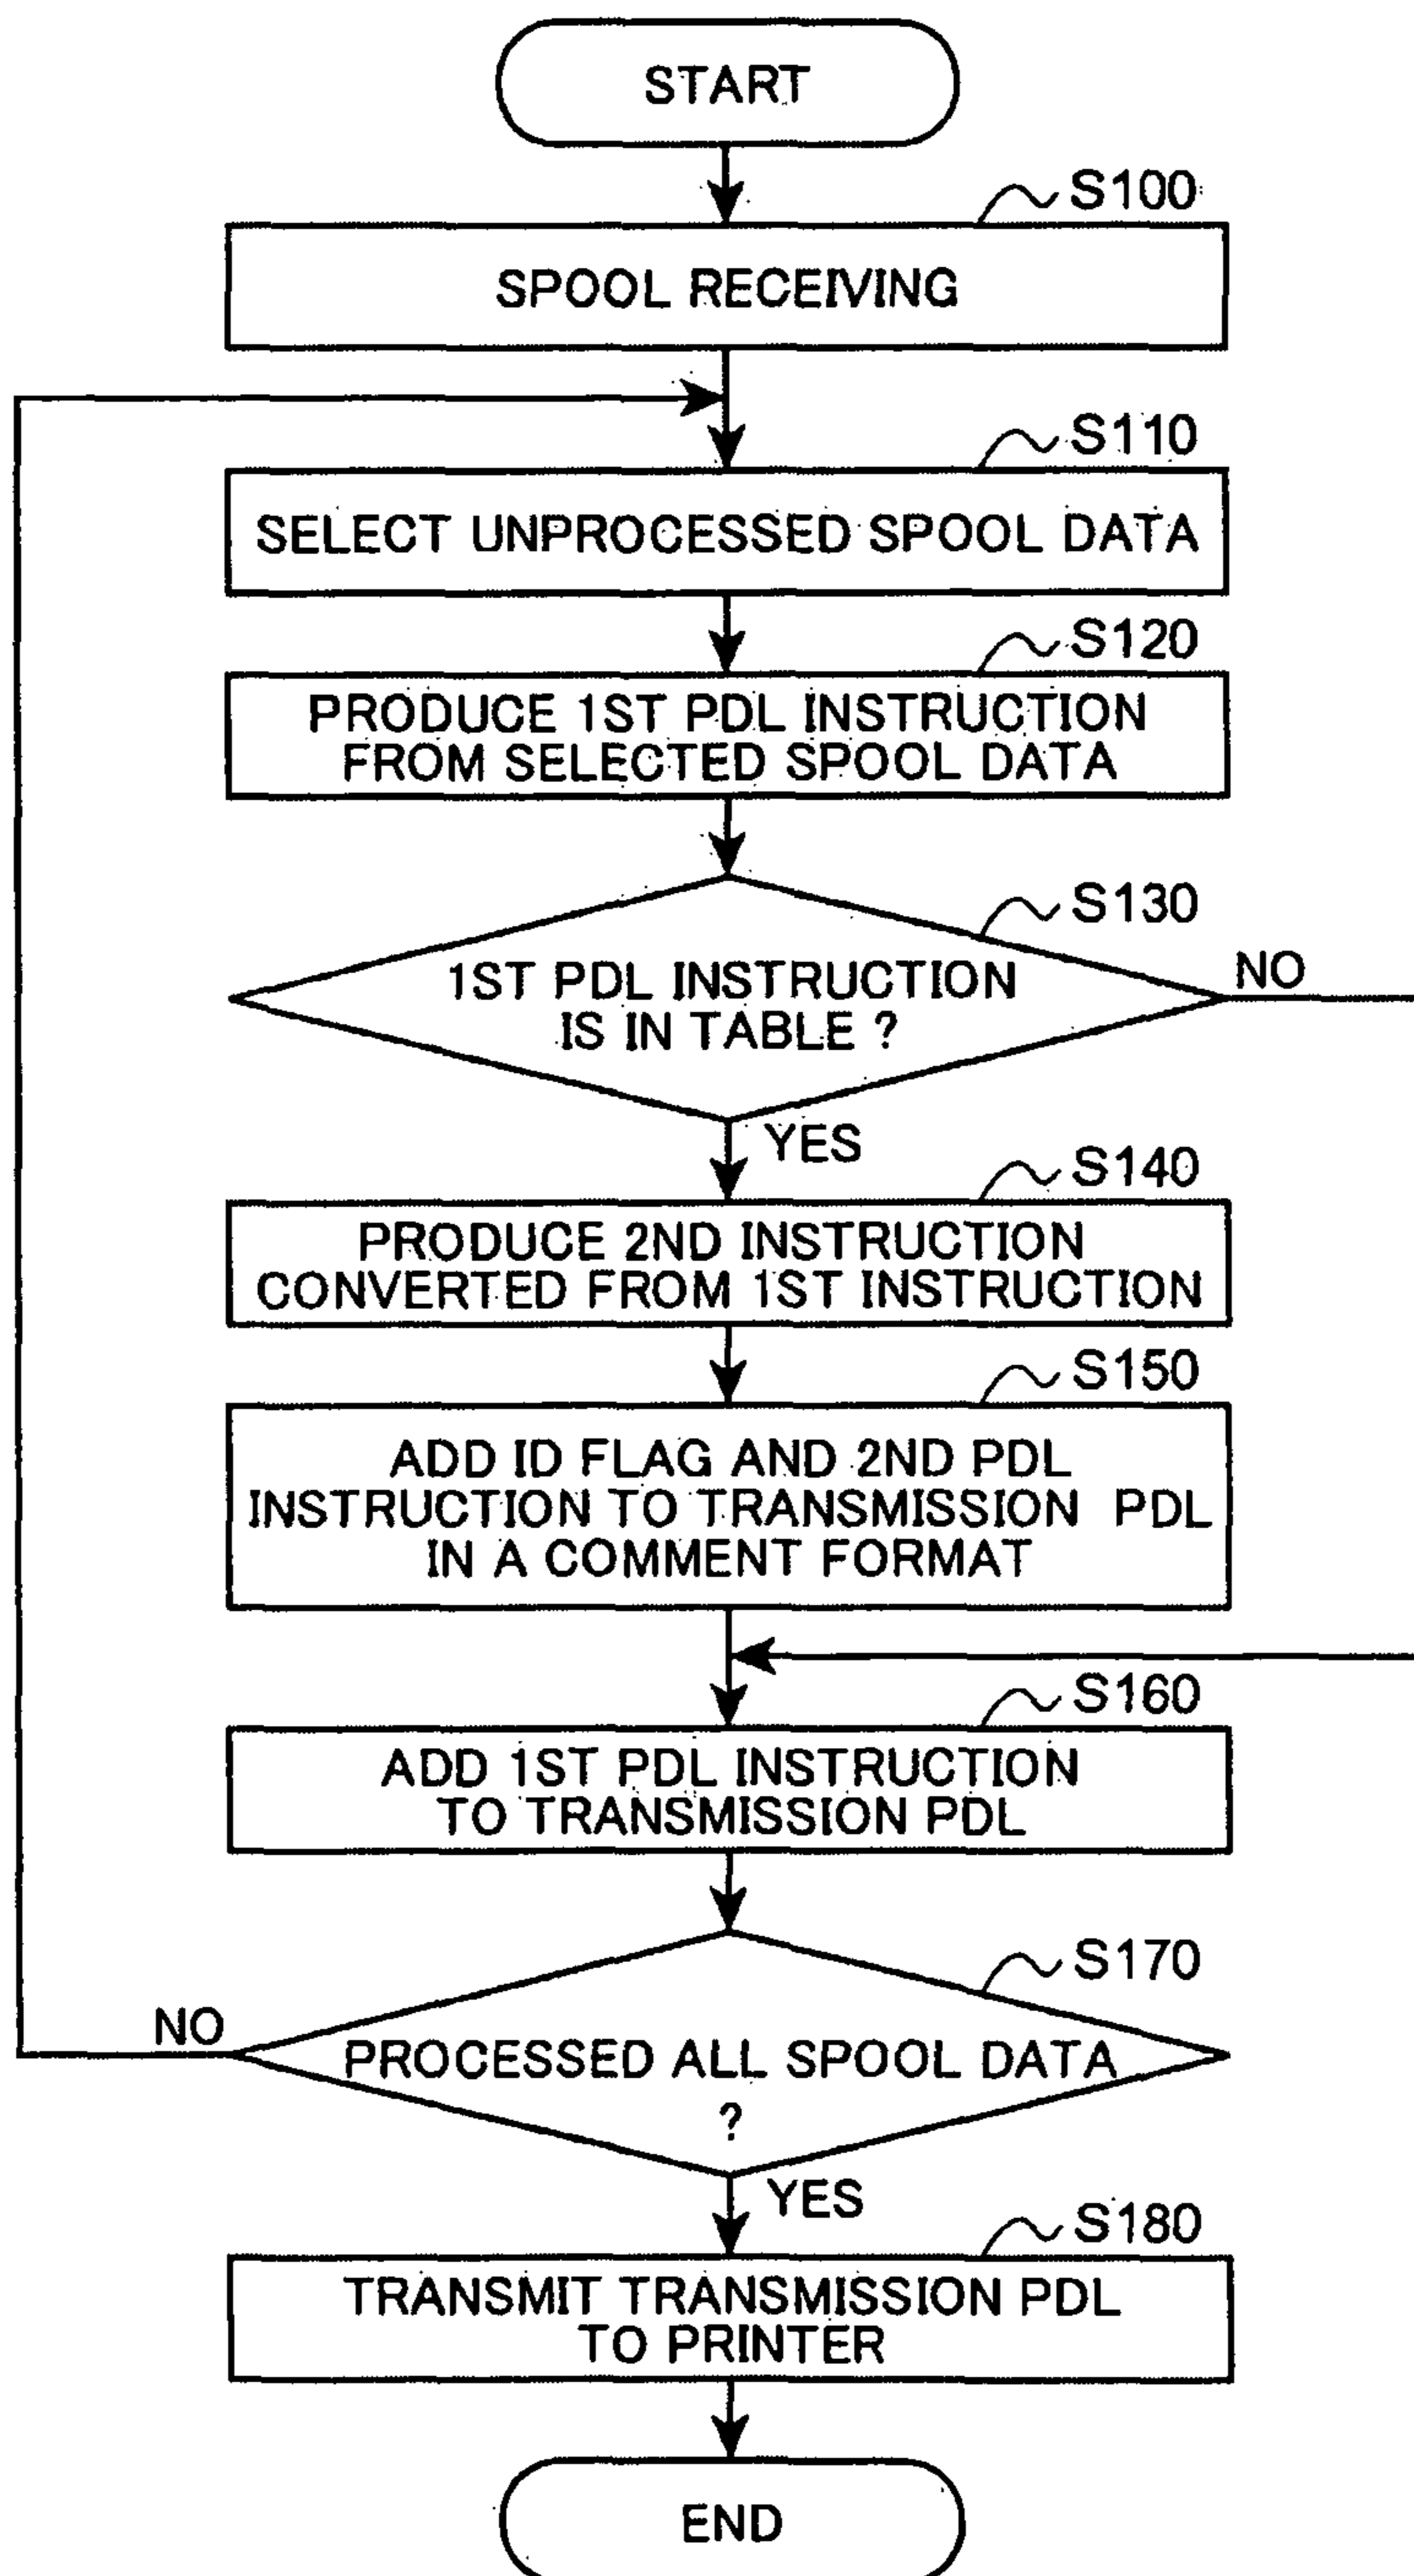 START
S100
SPOOL RECEIVING
S110
SELECT UNPROCESSED SPOOL DATA
S120
PRODUCE 1ST PDL INSTRUCTION
FROM SELECTED SPOOL DATA
S130
1ST PDL INSTRUCTION
IS IN TABLE ?
NO
YES
S140
PRODUCE 2ND INSTRUCTION
CONVERTED FROM 1ST INSTRUCTION
S150
ADD ID FLAG AND 2ND PDL
INSTRUCTION TO TRANSMISSION PDL
IN A COMMENT FORMAT
S160
ADD 1ST PDL INSTRUCTION
TO TRANSMISSION PDL
S170
NO
PROCESSED ALL SPOOL DATA
?
YES
S180
TRANSMIT TRANSMISSION PDL
TO PRINTER
END